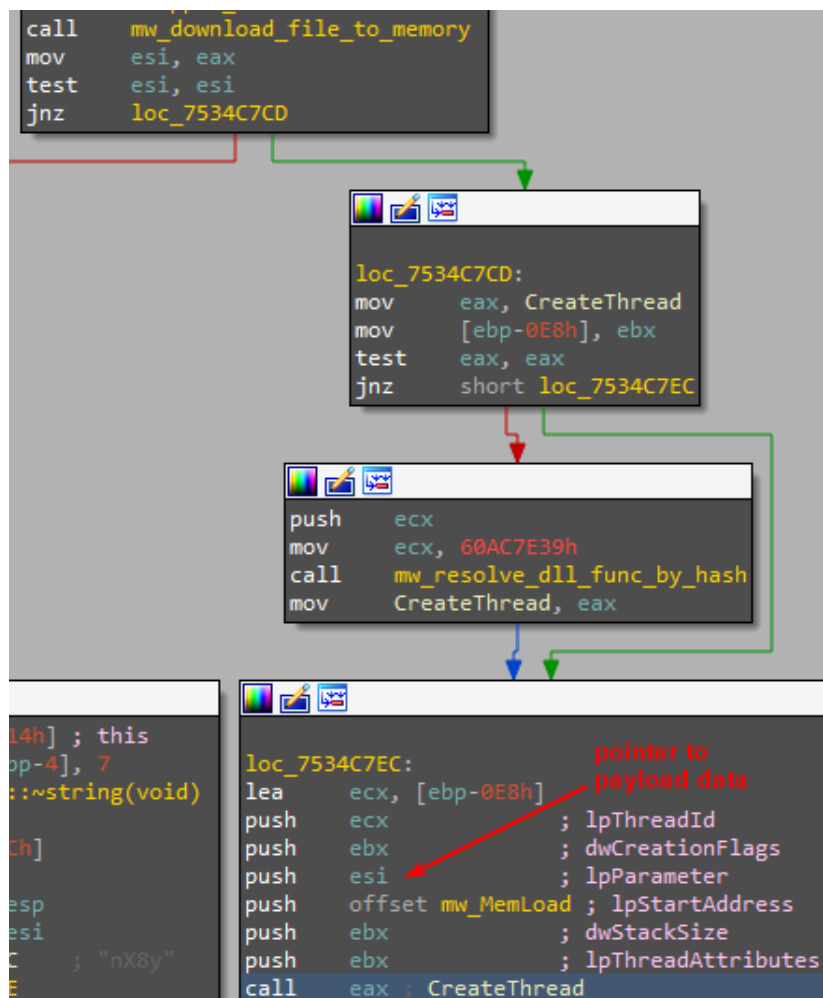 call mw_download_file_to_memory
mov esi, eax
test esi, esi
jnz loc_7534C7CD
loc_7534C7CD:
mov eax, CreateThread
mov [ebp-0E8h], ebx
test eax, eax
jnz short loc_7534C7EC
push ecx
mov ecx, 60AC7E39h
call mw_resolve_dll_func_by_hash
mov CreateThread, eax
14h] ; this
bp-4], 7
::~string(void)
Ch]
esp
esi
C ; "nX8y"
E
loc_7534C7EC:
lea ecx, [ebp-0E8h]
push ecx ; lpThreadId
push ebx ; dwCreationFlags
push esi ; lpParameter
push offset mw_MemLoad ; lpStartAddress
push ebx ; dwStackSize
push ebx ; lpThreadAttributes
call eax ; CreateThread
pointer to
payload data